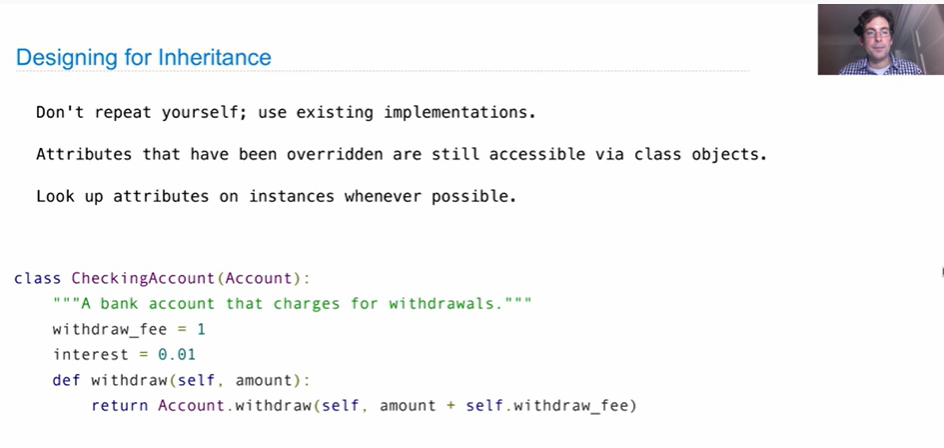 Designing for Inheritance
Don't repeat yourself; use existing implementations.
Attributes that have been overridden are still accessible via class objects.
Look up attributes on instances whenever possible.
class CheckingAccount(Account):
    """A bank account that charges for withdrawals."""
    withdraw_fee = 1
    interest = 0.01
    def withdraw(self, amount):
        return Account.withdraw(self, amount + self.withdraw_fee)